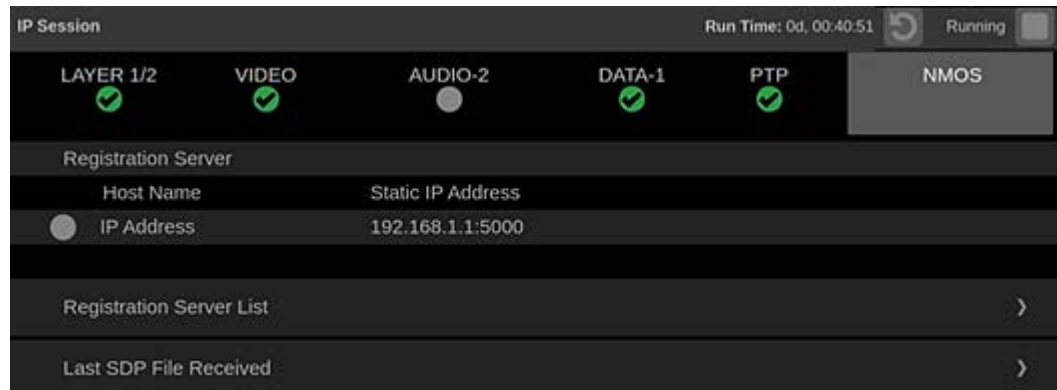 IP Session Run Time: 0d, 00:40:51 Running
LAYER 1/2 VIDEO AUDIO-2 DATA-1 PTP NMOS
Registration Server
Host Name Static IP Address
IP Address 192.168.1.1:5000
Registration Server List
Last SDP File Received